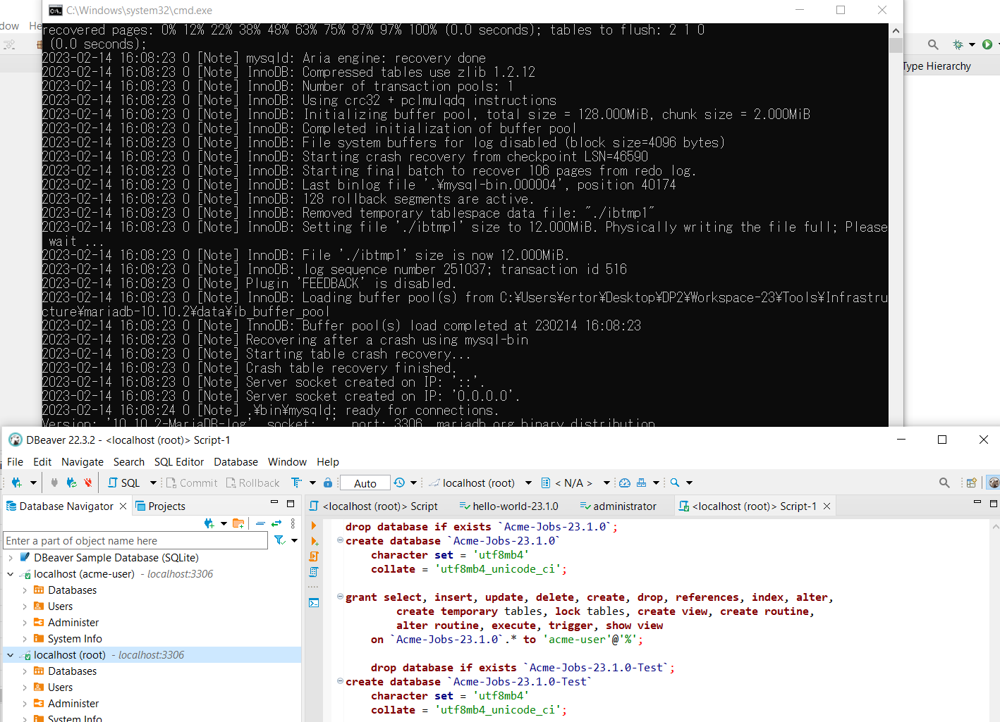 C:\Windows\system32\cmd.exe
dow He
recovered pages: 0% 12% 22% 38% 48% 63% 75% 87% 97% 100% (0.0 seconds); tables to flush: 2 1 0
(0.0 seconds);
2023-02-14 16:08:23 0 [Note] mysqld: Aria engine: recovery done
Type Hierarchy
2023-02-14 16:08:23 0 [Note] InnoDB: Compressed tables use zlib 1.2.12
2023-02-14 16:08:23 0 [Note] InnoDB: Number of transaction pools: 1
2023-02-14 16:08:23 0 [Note] InnoDB: Using crc32 + pclmulqdq instructions
2023-02-14 16:08:23 0 [Note] InnoDB: Initializing buffer pool, total size = 128.000MiB, chunk size = 2.000MiB
2023-02-14 16:08:23 0 [Note] InnoDB: Completed initialization of buffer pool
2023-02-14 16:08:23 0 [Note] InnoDB: File system buffers for log disabled (block size=4096 bytes)
2023-02-14 16:08:23 0 [Note] InnoDB: Starting crash recovery from checkpoint LSN=46590
2023-02-14 16:08:23 0 [Note] InnoDB: Starting final batch to recover 106 pages from redo log.
2023-02-14 16:08:23 0 [Note] InnoDB: Last binlog file '.¥mysql-bin.000004', position 40174
2023-02-14 16:08:23 0 [Note] InnoDB: 128 rollback segments are active.
2023-02-14 16:08:23 0 [Note] InnoDB: Removed temporary tablespace data file: "./ibtmp1"
2023-02-14 16:08:23 0 [Note] InnoDB: Setting file './ibtmp1' size to 12.000MiB. Physically writing the file full; Please
wait ...
2023-02-14 16:08:23 0 [Note] InnoDB: File './ibtmp1' size is now 12.000MiB.
2023-02-14 16:08:23 0 [Note] InnoDB: log sequence number 251037; transaction id 516
2023-02-14 16:08:23 0 [Note] Plugin 'FEEDBACK' is disabled.
2023-02-14 16:08:23 0 [Note] InnoDB: Loading buffer pool(s) from C:¥Users¥ertor¥Desktop¥DP2¥Workspace-23¥Tools¥Infrastru
cture¥mariadb-10.10.2¥data¥ib_buffer_pool
2023-02-14 16:08:23 0 [Note] InnoDB: Buffer pool(s) load completed at 230214 16:08:23
2023-02-14 16:08:23 0 [Note] Recovering after a crash using mysql-bin
2023-02-14 16:08:23 0 [Note] Starting table crash recovery...
2023-02-14 16:08:23 0 [Note] Crash table recovery finished.
2023-02-14 16:08:23 0 [Note] Server socket created on IP: '::'.
2023-02-14 16:08:23 0 [Note] Server socket created on IP: '0.0.0.0'.
2023-02-14 16:08:24 0 [Note] .¥bin¥mysqld: ready for connections.
Version: '10.10.2-MariaDB-log' socket: '' port: 3306 mariadb.org binary distribution
DBeaver 22.3.2 - <localhost (root)> Script-1
File Edit Navigate Search SQL Editor Database Window Help
SQL Commit Rollback Auto localhost (root) < N/A >
Database Navigator Projects
<localhost (root)> Script hello-world-23.1.0 administrator <localhost (root)> Script-1
Enter a part of object name here
DBeaver Sample Database (SQLite)
localhost (acme-user) - localhost:3306
Databases
Users
Administer
System Info
localhost (root) - localhost:3306
Databases
Users
Administer
System Info
drop database if exists `Acme-Jobs-23.1.0`;
create database `Acme-Jobs-23.1.0`
character set = 'utf8mb4'
collate = 'utf8mb4_unicode_ci';
grant select, insert, update, delete, create, drop, references, index, alter,
create temporary tables, lock tables, create view, create routine,
alter routine, execute, trigger, show view
on `Acme-Jobs-23.1.0`.* to 'acme-user'@'%';
drop database if exists `Acme-Jobs-23.1.0-Test`;
create database `Acme-Jobs-23.1.0-Test`
character set = 'utf8mb4'
collate = 'utf8mb4_unicode_ci';